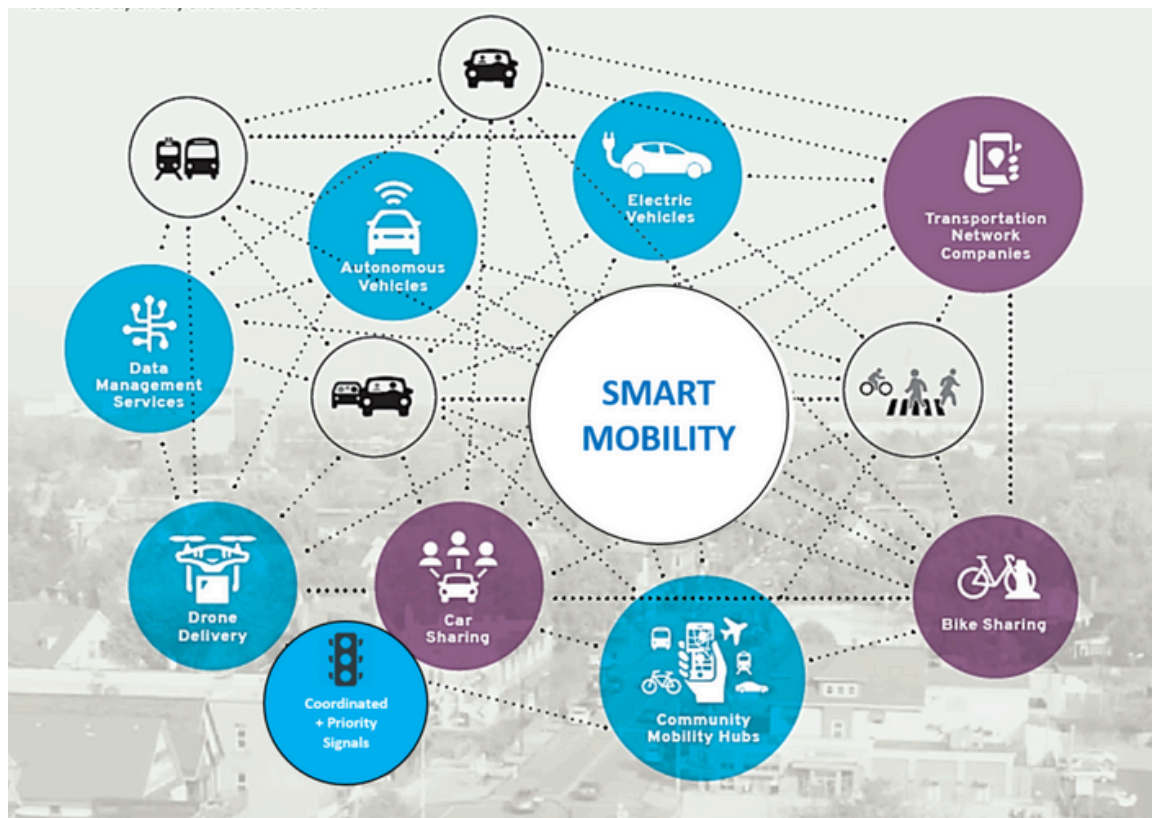 Electric
Vehicles
Transportation
Network
Companies
Autonomous
Vehicles
Data
Management
Services
SMART
MOBILITY
Drone
Delivery
Car
Sharing
Bike Sharing
Coordinated
+ Priority
Signals
Community
Mobility Hubs